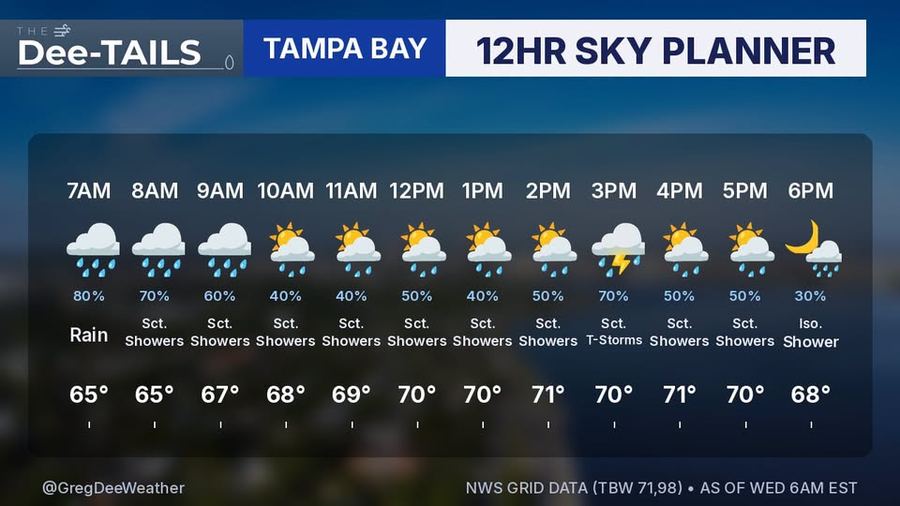 THE
Dee-TAILS
TAMPA BAY
12HR SKY PLANNER
7AM 8AM 9AM 10AM 11AM 12PM 1PM 2PM 3PM 4PM 5PM 6PM
80% 70% 60% 40% 40% 50% 40% 50% 70% 50% 50% 30%
Rain Sct. Showers Sct. Showers Sct. Showers Sct. Showers Sct. Showers Sct. Showers Sct. Showers Sct. T-Storms Sct. Showers Sct. Showers Iso. Shower
65° 65° 67° 68° 69° 70° 70° 71° 70° 71° 70° 68°
@GregDeeWeather
NWS GRID DATA (TBW 71,98) • AS OF WED 6AM EST